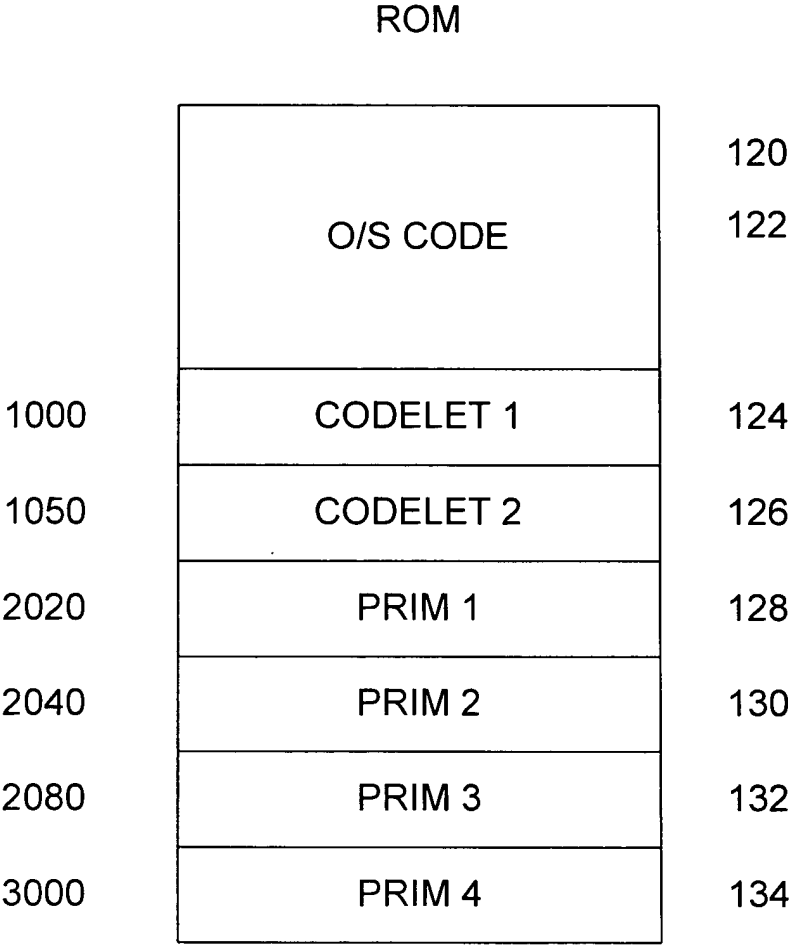 ROM
120
O/S CODE 122
1000 CODELET 1 124
1050 CODELET 2 126
2020 PRIM 1 128
2040 PRIM 2 130
2080 PRIM 3 132
3000 PRIM 4 134